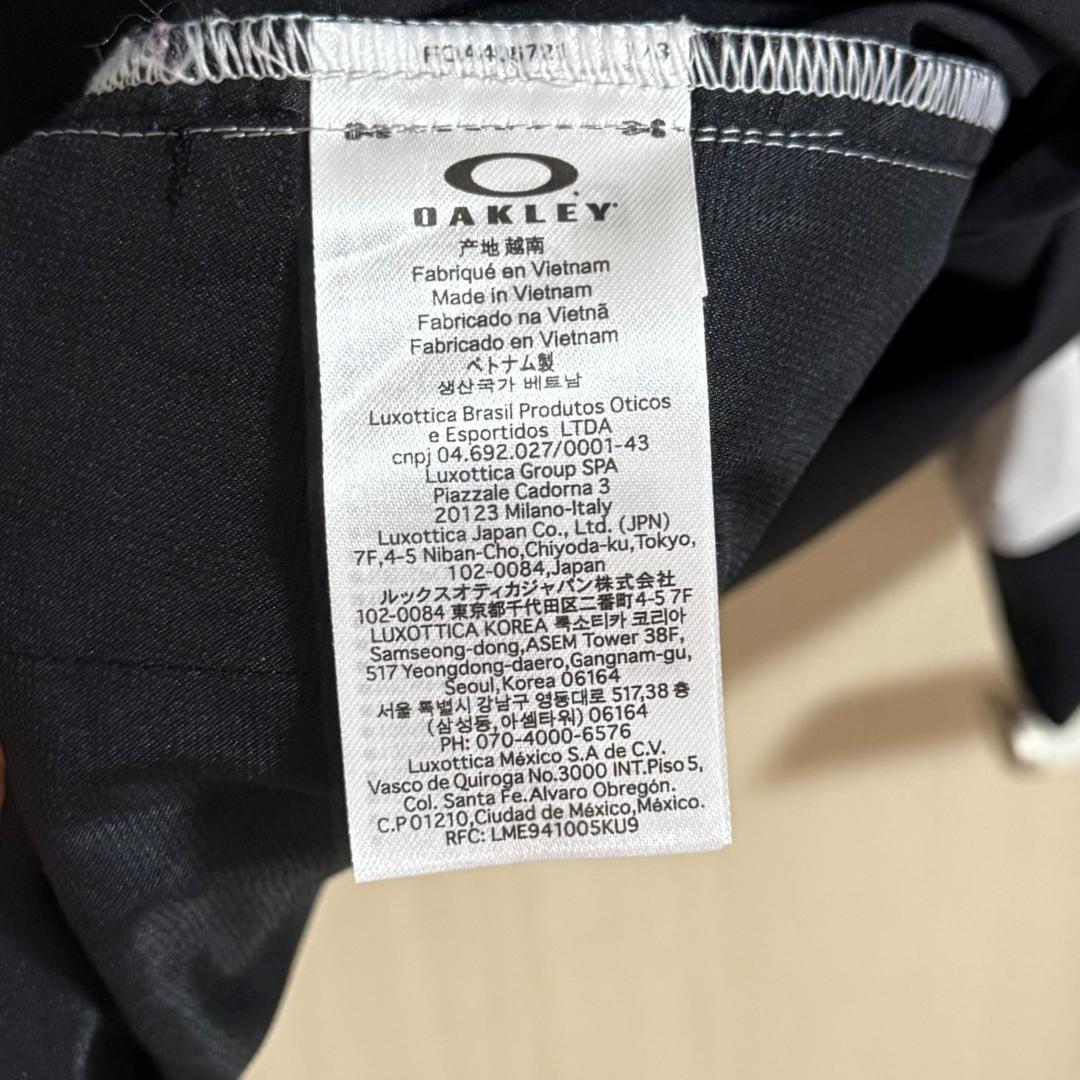 OAKLEY
产地 越南
Fabriqué en Vietnam
Made in Vietnam
Fabricado na Vietnã
Fabricado en Vietnam
ベトナム製
생산국가 베트남
Luxottica Brasil Produtos Oticos
e Esportidos LTDA
cnpj 04.692.027/0001-43
Luxottica Group SPA
Piazzale Cadorna 3
20123 Milano-Italy
Luxottica Japan Co., Ltd. (JPN)
7F,4-5 Niban-Cho,Chiyoda-ku,Tokyo,
102-0084,Japan
ルックスオティカジャパン株式会社
102-0084 東京都千代田区二番町4-5 7F
LUXOTTICA KOREA 룩소티카 코리아
Samseong-dong,ASEM Tower 38F,
517 Yeongdong-daero,Gangnam-gu,
Seoul,Korea 06164
서울 특별시 강남구 영동대로 517,38 층
(삼성동,아셈타워) 06164
PH: 070-4000-6576
Luxottica México S.A de C.V.
Vasco de Quiroga No.3000 INT.Piso 5,
Col. Santa Fe.Alvaro Obregón.
C.P 01210,Ciudad de México,México.
RFC: LME941005KU9